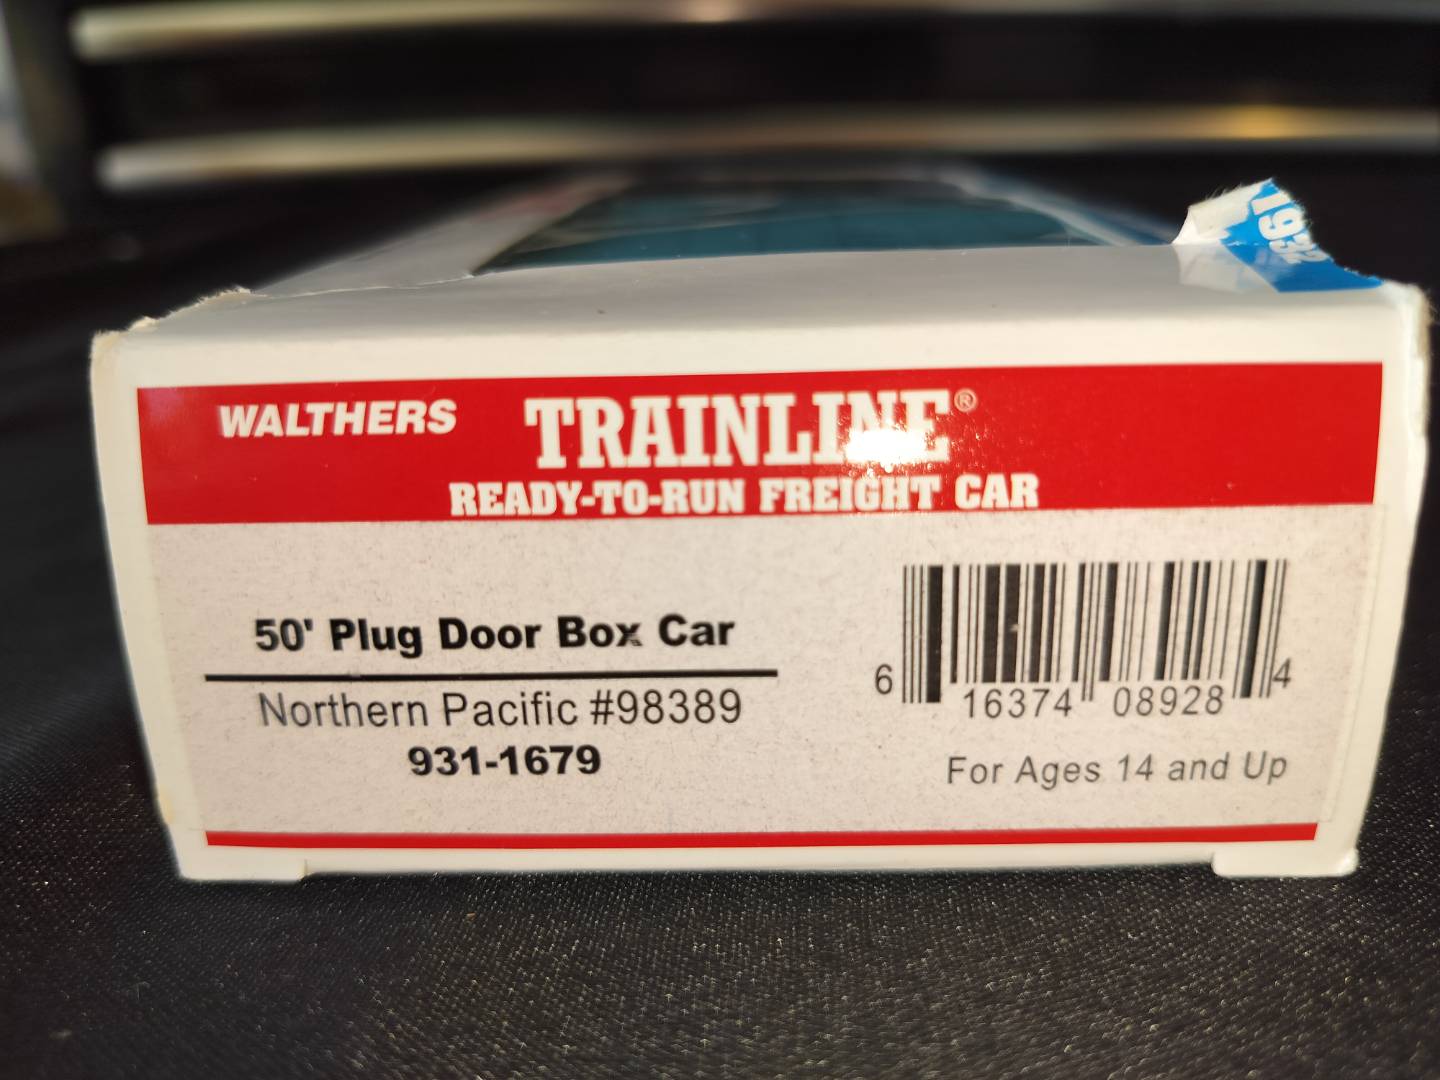 1932
WALTHERS TRAINLINE®
READY-TO-RUN FREIGHT CAR
50' Plug Door Box Car
Northern Pacific #98389
931-1679
6 16374 08928 4
For Ages 14 and Up